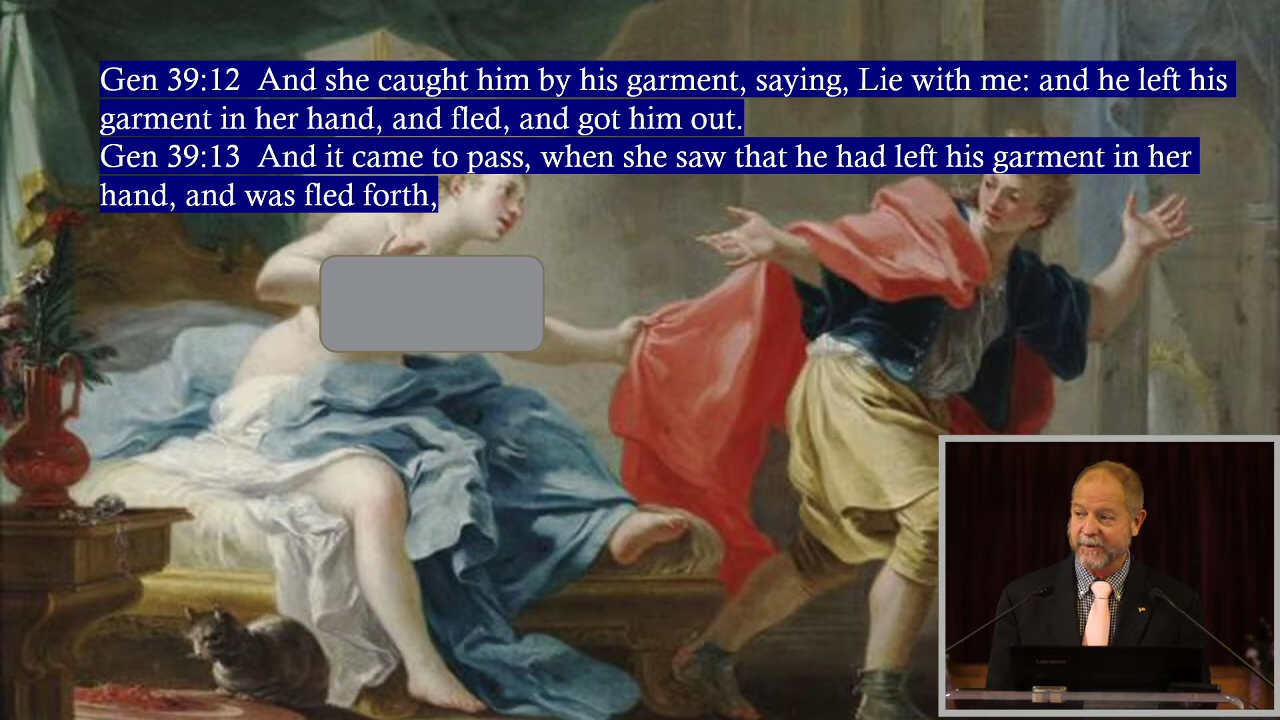 Gen 39:12  And she caught him by his garment, saying, Lie with me: and he left his
garment in her hand, and fled, and got him out.
Gen 39:13  And it came to pass, when she saw that he had left his garment in her
hand, and was fled forth,